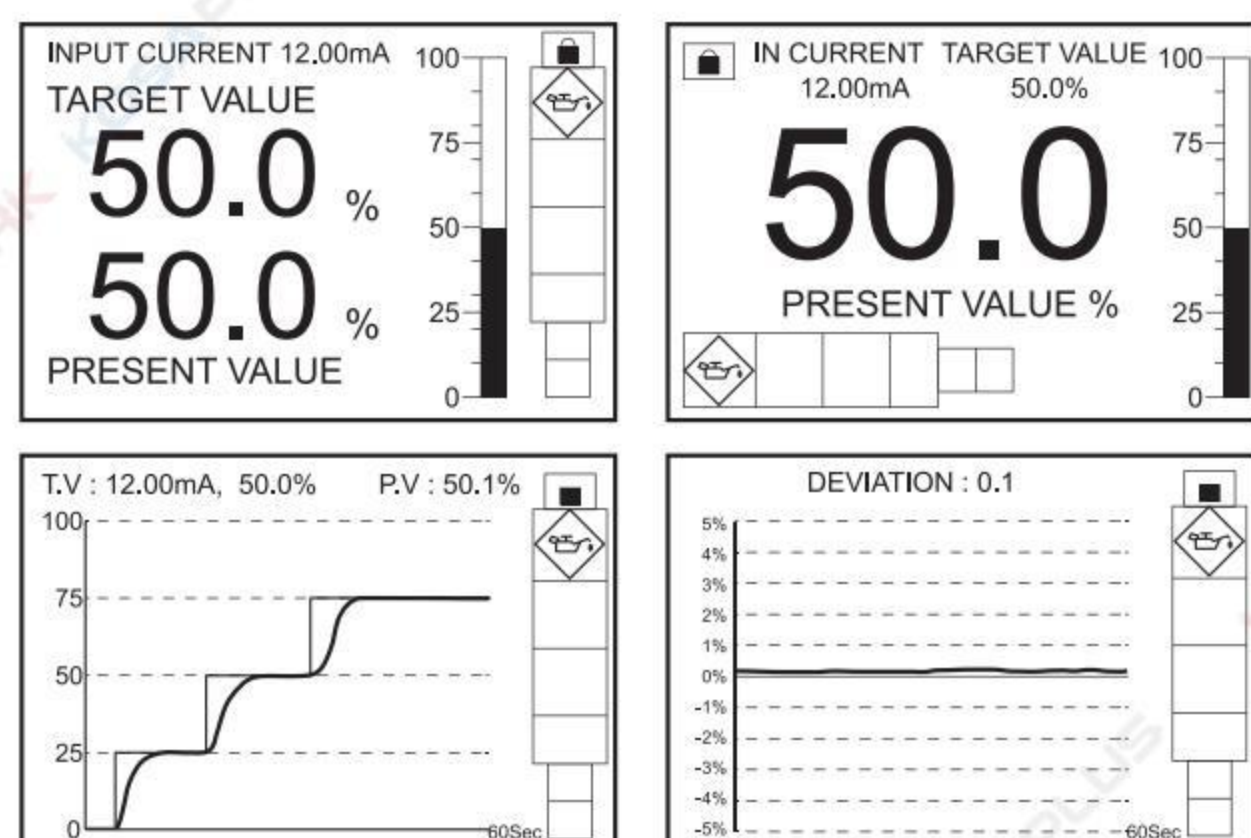 INPUT CURRENT 12.00mA
TARGET VALUE
50.0 %
50.0 %
PRESENT VALUE
100
75
50
25
0
IN CURRENT TARGET VALUE
12.00mA 50.0%
50.0
PRESENT VALUE %
100
75
50
25
0
T.V : 12.00mA, 50.0% P.V : 50.1%
100
75
50
25
0
60Sec
DEVIATION : 0.1
5%
4%
3%
2%
1%
0%
-1%
-2%
-3%
-4%
-5%
60Sec
PLUS